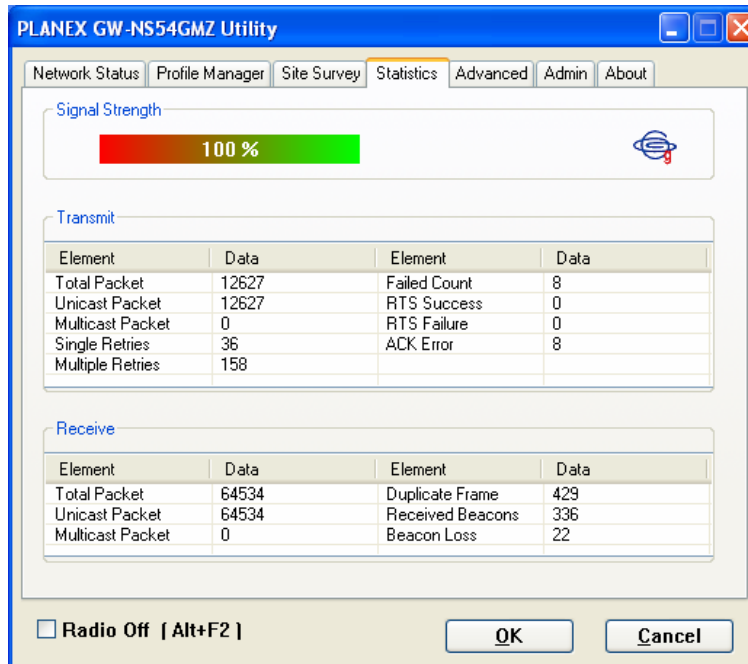 PLANEX GW-NS54GMZ Utility
Network Status Profile Manager Site Survey Statistics Advanced Admin About
Signal Strength
100 %
g
Transmit
Element Data Element Data
Total Packet 12627 Failed Count 8
Unicast Packet 12627 RTS Success 0
Multicast Packet 0 RTS Failure 0
Single Retries 36 ACK Error 8
Multiple Retries 158
Receive
Element Data Element Data
Total Packet 64534 Duplicate Frame 429
Unicast Packet 64534 Received Beacons 336
Multicast Packet 0 Beacon Loss 22
Radio Off ( Alt+F2 ) OK Cancel